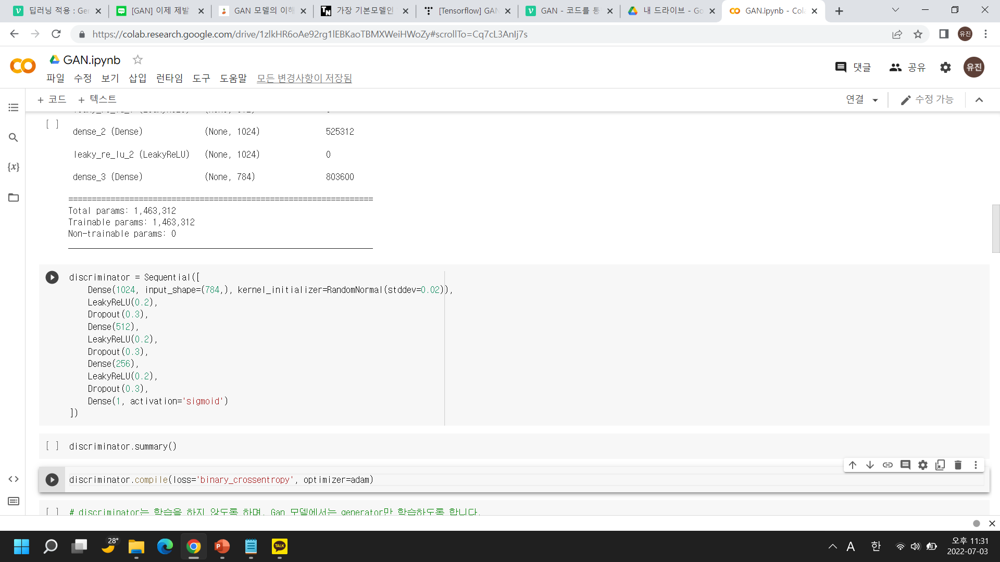 딥러닝 적용 : Ger
[GAN] 이제 제발
GAN 모델의 이해
가장 기본모델인
[Tensorflow] GAN
GAN - 코드를 통
내 드라이브 - Go
GAN.ipynb - Cola
https://colab.research.google.com/drive/1zlkHR6oAe92rg1lEBKaoTBMXWeiHWoZy#scrollTo=Cq7cL3AnIj7s
유진
GAN.ipynb
댓글
공유
유진
파일 수정 보기 삽입 런타임 도구 도움말 모든 변경사항이 저장됨
+ 코드 + 텍스트
연결
수정 가능
[ ]
dense_2 (Dense) (None, 1024) 525312
leaky_re_lu_2 (LeakyReLU) (None, 1024) 0
{x}
dense_3 (Dense) (None, 784) 803600
=================================================================
Total params: 1,463,312
Trainable params: 1,463,312
Non-trainable params: 0
_________________________________________________________________
discriminator = Sequential([
Dense(1024, input_shape=(784,), kernel_initializer=RandomNormal(stddev=0.02)),
LeakyReLU(0.2),
Dropout(0.3),
Dense(512),
LeakyReLU(0.2),
Dropout(0.3),
Dense(256),
LeakyReLU(0.2),
Dropout(0.3),
Dense(1, activation='sigmoid')
])
[ ] discriminator.summary()
discriminator.compile(loss='binary_crossentropy', optimizer=adam)
[ ] # discriminator는 학습을 하지 않도록 하며, Gan 모델에서는 generator만 학습하도록 합니다.
28°
TALK
A 한
오후 11:31
2022-07-03